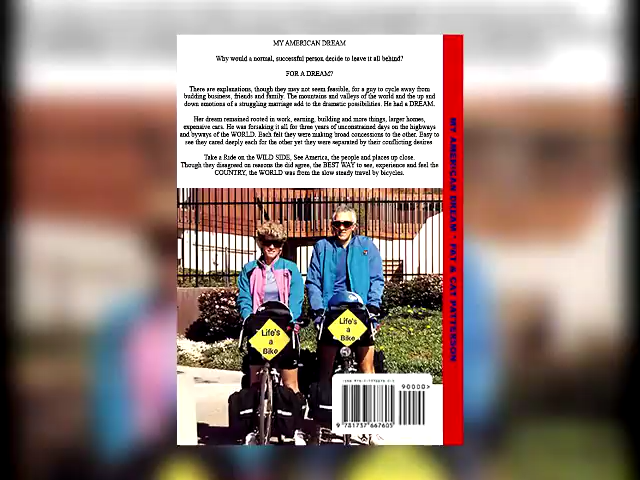 MY AMERICAN DREAM
Why would a normal, successful person decide to leave it all behind?
FOR A DREAM?
There are explanations, though they may not seem feasible, for a guy to cycle away from
building business, friends and family. The mountains and valleys of the world and the up and
down emotions of a struggling marriage add to the dramatic possibilities. He had a DREAM.
Her dream remained rooted in work, earning, building and more things, larger homes,
expensive cars. He was forsaking it all for three years of unconstrained days on the highways
and byways of the WORLD. Each felt they were making broad concessions to the other. Easy to
see they cared deeply each for the other yet they were separated by their conflicting desires
Take a Ride on the WILD SIDE, See America, the people and places up close.
Though they disagreed on reasons the did agree, the BEST WAY to see, experience and feel the
COUNTRY, the WORLD was from the slow steady travel by bicycles.
MY AMERICAN DREAM * PAT & CAT PATTERSON
Life's
a
Bike
Life's
a
Bike
90000>
9 781737 667605